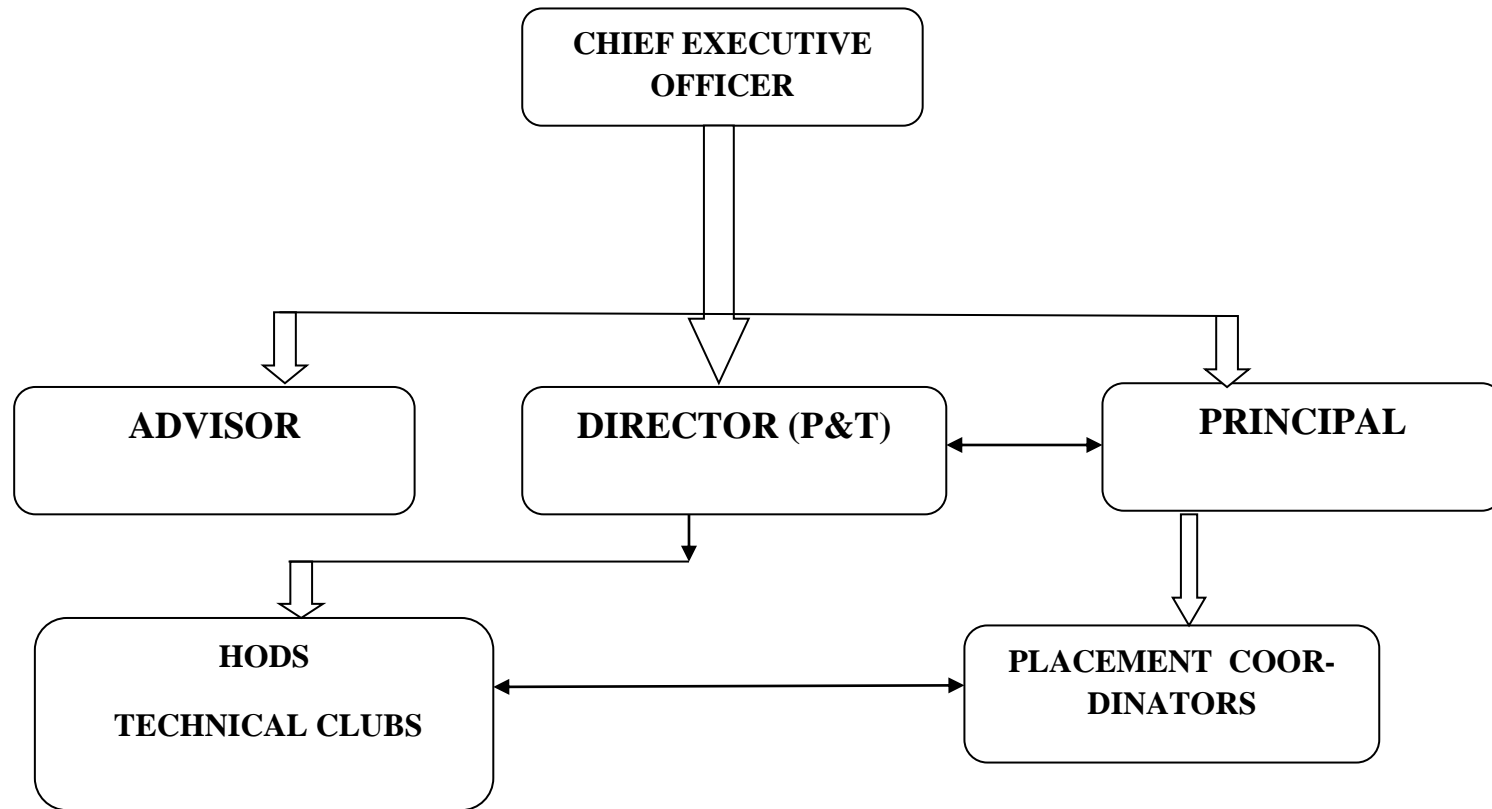 CHIEF EXECUTIVE
OFFICER
ADVISOR
DIRECTOR (P&T)
PRINCIPAL
HODS
TECHNICAL CLUBS
PLACEMENT COOR-
DINATORS